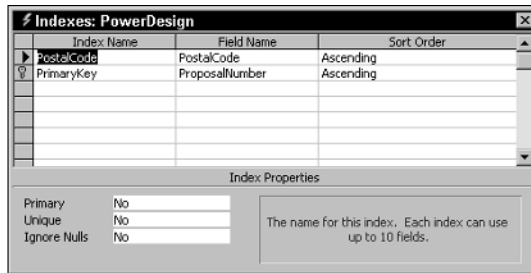 Indexes: PowerDesign
Index Name Field Name Sort Order
PostalCode PostalCode Ascending
PrimaryKey ProposalNumber Ascending
Index Properties
Primary No
Unique No
Ignore Nulls No
The name for this index. Each index can use
up to 10 fields.